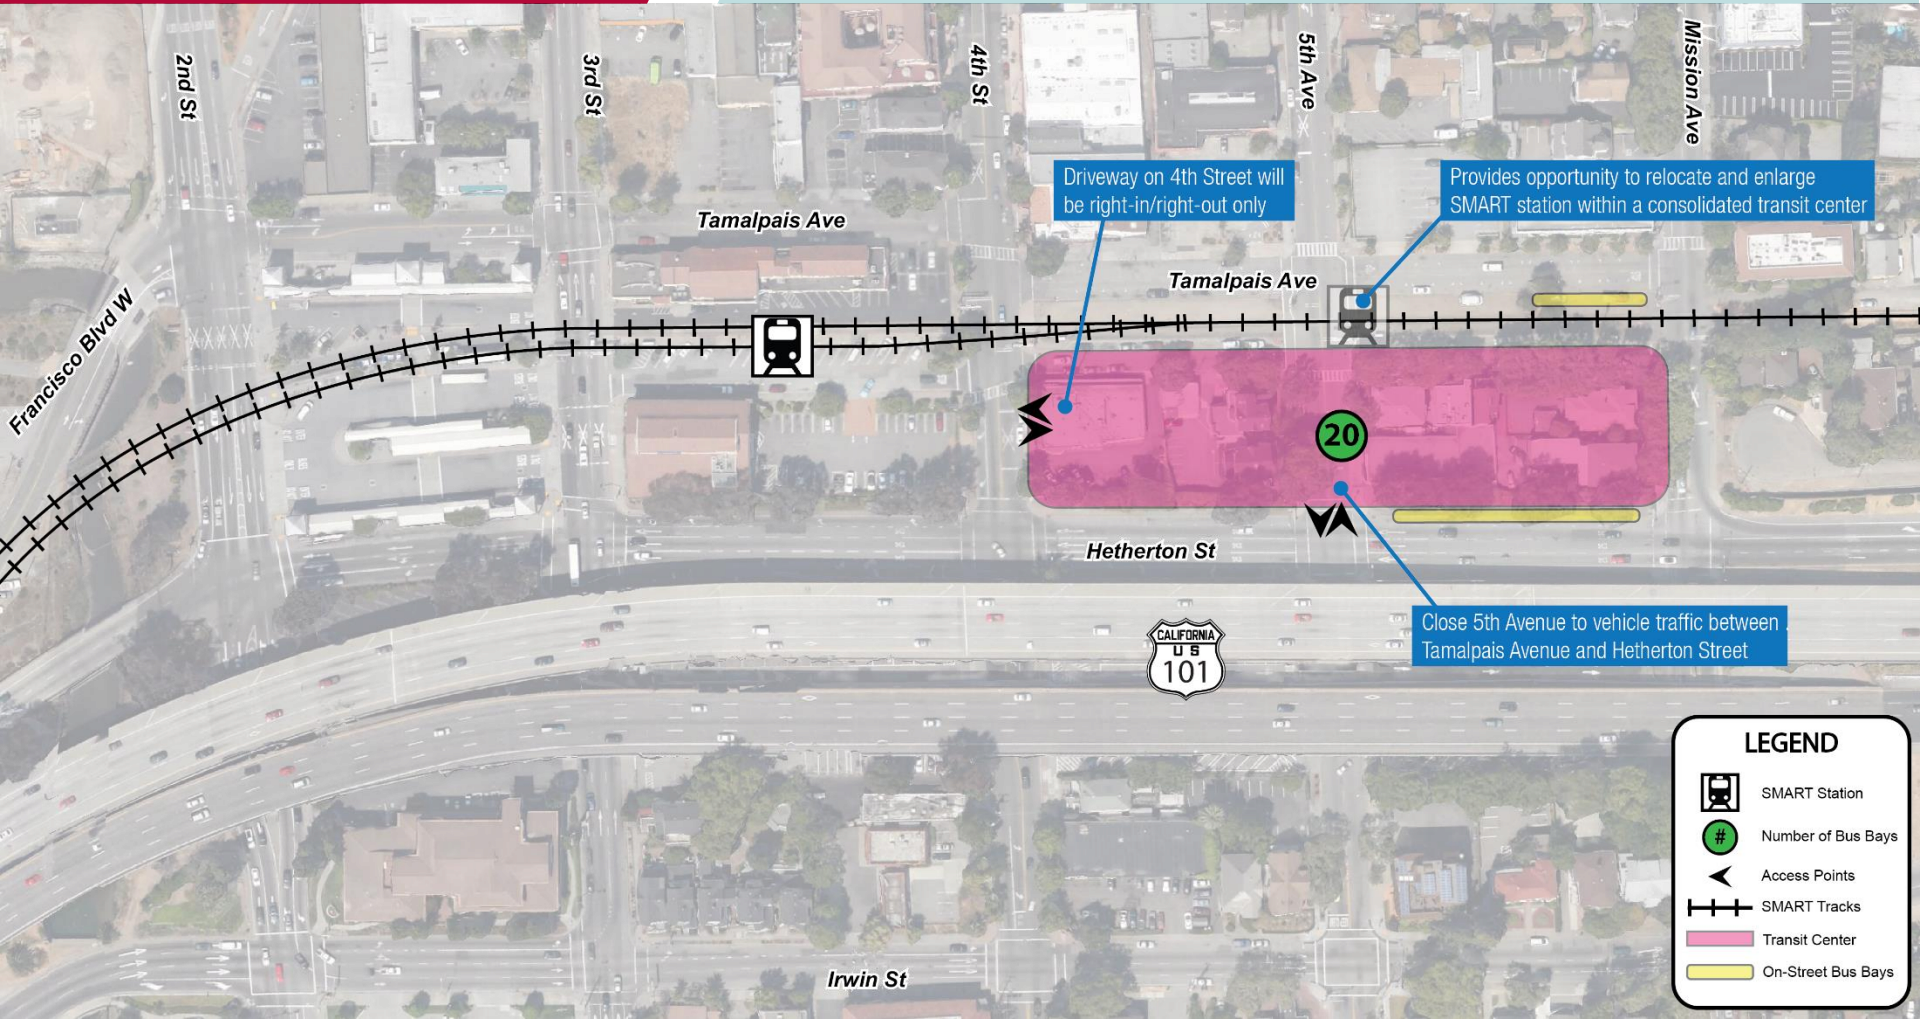 2nd St
3rd St
4th St
5th Ave
Mission Ave
Driveway on 4th Street will
be right-in/right-out only
Provides opportunity to relocate and enlarge
SMART station within a consolidated transit center
Tamalpais Ave
Tamalpais Ave
Francisco Blvd W
20
Hetherton St
Close 5th Avenue to vehicle traffic between
Tamalpais Avenue and Hetherton Street
CALIFORNIA
U S
101
Irwin St
LEGEND
SMART Station
# Number of Bus Bays
Access Points
SMART Tracks
Transit Center
On-Street Bus Bays